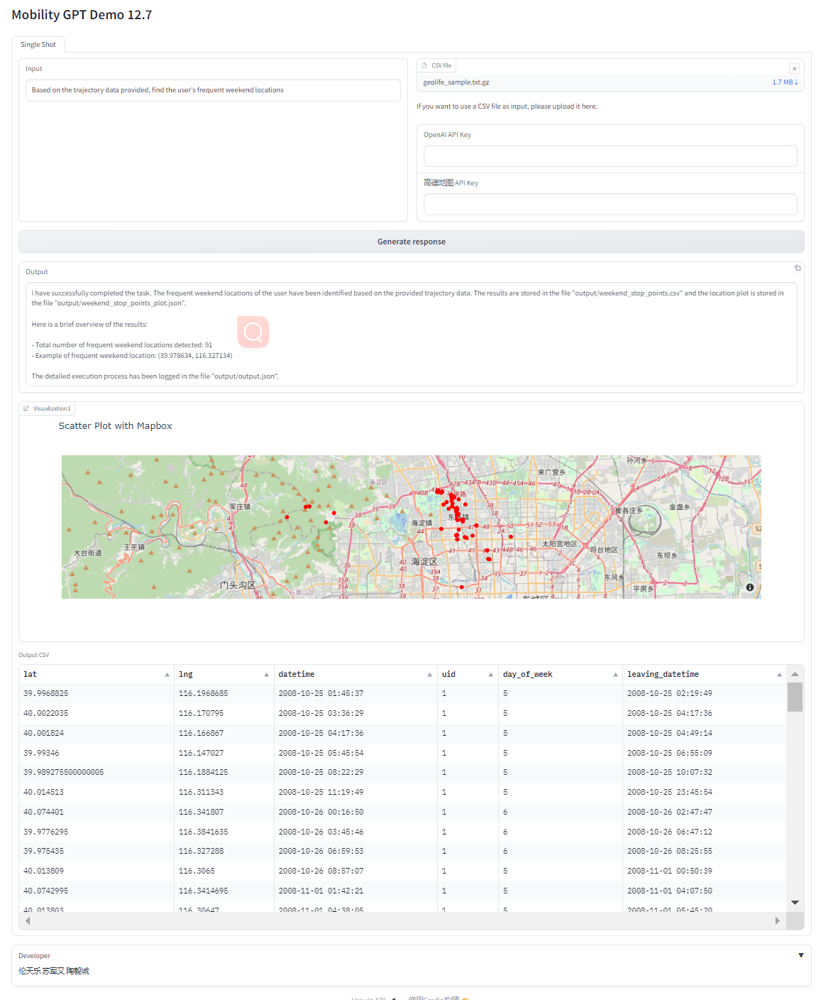 Mobility GPT Demo 12.7
Single Shot
Input
Based on the trajectory data provided, find the user's frequent weekend locations
CSV file
geolife_sample.txt.gz
1.7 MB ⇣
If you want to use a CSV file as input, please upload it here.
OpenAI API Key
高德地图 API Key
Generate response
Output
I have successfully completed the task. The frequent weekend locations of the user have been identified based on the provided trajectory data. The results are stored in the file "output/weekend_stop_points.csv" and the location plot is stored in
the file "output/weekend_stop_points_plot.json".
Here is a brief overview of the results:
- Total number of frequent weekend locations detected: 91
- Example of frequent weekend location: (39.978634, 116.327134)
The detailed execution process has been logged in the file "output/output.json".
Visualization1
Scatter Plot with Mapbox
孙河乡
来广营乡
海淀区
军庄镇
崔各庄乡
金盏乡
海淀镇
王平镇
大台街道
太阳宫地区
将台地区
东坝乡
海淀区
门头沟区
石景山区
东风乡
平房乡
Output CSV
lat lng datetime uid day_of_week leaving_datetime
39.9968825 116.1968685 2008-10-25 01:45:37 1 5 2008-10-25 02:19:49
40.0022035 116.170795 2008-10-25 03:36:29 1 5 2008-10-25 04:17:36
40.001824 116.166867 2008-10-25 04:17:36 1 5 2008-10-25 04:49:14
39.99346 116.147027 2008-10-25 05:45:54 1 5 2008-10-25 06:55:09
39.989275500000005 116.1884125 2008-10-25 08:22:29 1 5 2008-10-25 10:07:32
40.014513 116.311343 2008-10-25 11:19:49 1 5 2008-10-25 23:45:54
40.074401 116.341807 2008-10-26 00:16:50 1 6 2008-10-26 02:47:47
39.9776295 116.3841635 2008-10-26 03:45:46 1 6 2008-10-26 06:47:12
39.975435 116.327288 2008-10-26 06:59:53 1 6 2008-10-26 08:25:55
40.013809 116.3065 2008-10-26 08:57:07 1 5 2008-11-01 00:50:39
40.0742995 116.3414695 2008-11-01 01:42:21 1 5 2008-11-01 04:07:50
40.013803 116.30647 2008-11-01 04:38:05 1 5 2008-11-01 05:45:20
Developer
伦天乐 苏军又 陶毅诚